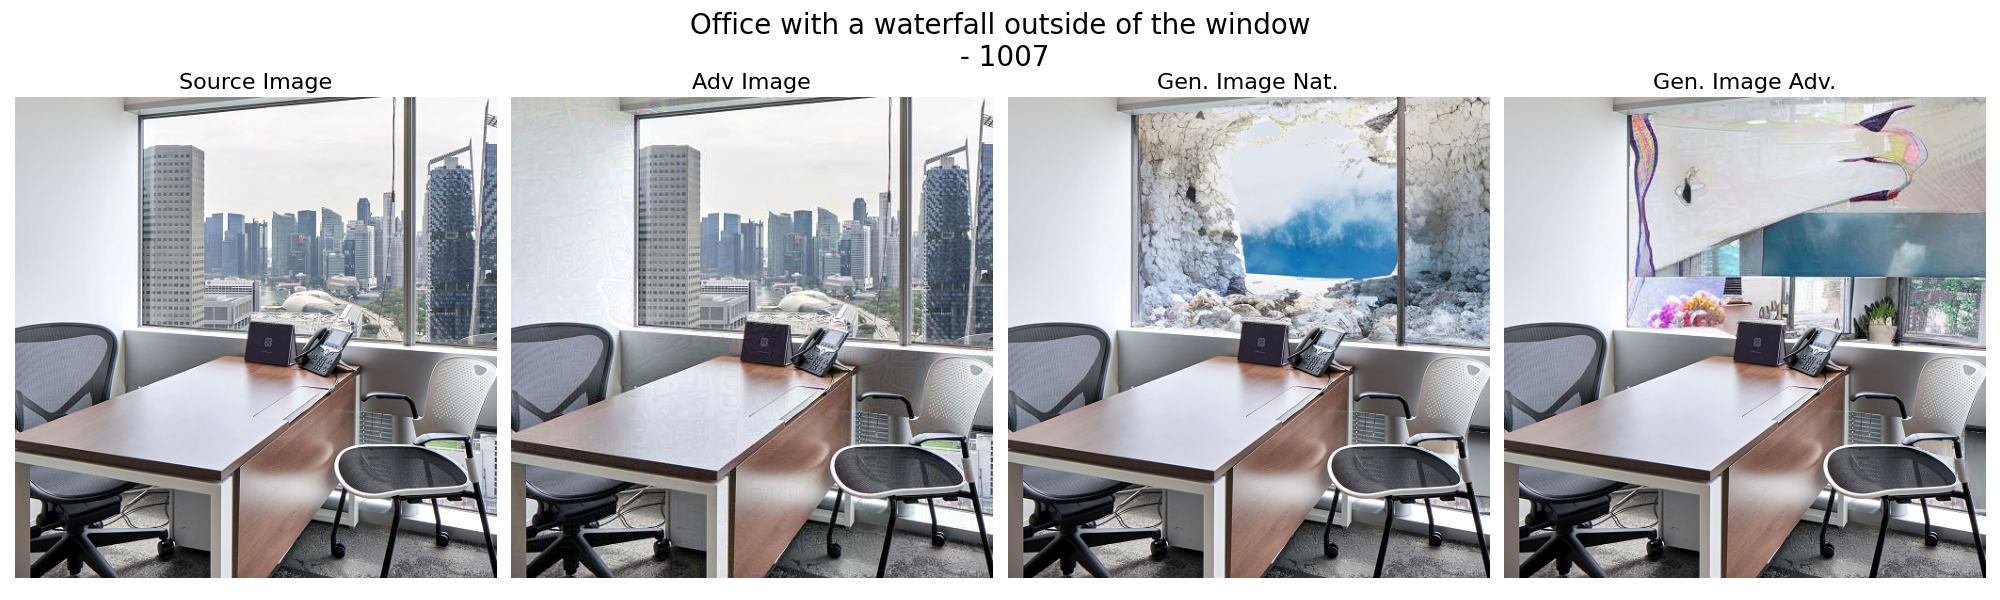 Office with a waterfall outside of the window
- 1007
Source Image
Adv Image
Gen. Image Nat.
Gen. Image Adv.